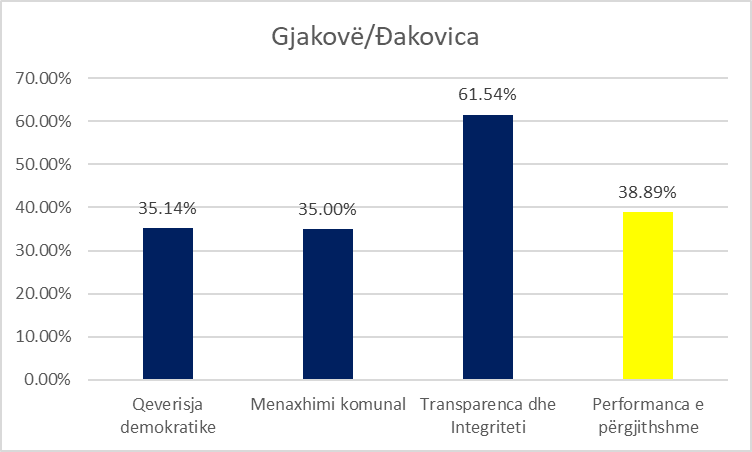 Gjakovë/Đakovica
70.00%
60.00%
50.00%
40.00%
30.00%
20.00%
10.00%
0.00%
35.14%
35.00%
61.54%
38.89%
Qeverisja
demokratike
Menaxhimi komunal
Transparenca dhe
Integriteti
Performanca e
përgjithshme